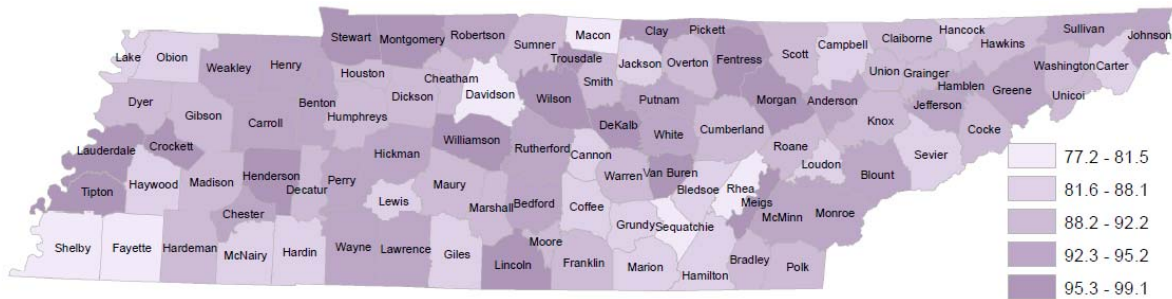 Stewart
Montgomery
Robertson
Sumner
Macon
Clay
Pickett
Claiborne
Hancock
Hawkins
Sullivan
Johnson
Lake
Obion
Weakley
Henry
Houston
Cheatham
Trousdale
Jackson
Overton
Fentress
Scott
Campbell
Union
Grainger
Hamblen
Washington
Carter
Dyer
Gibson
Carroll
Benton
Humphreys
Dickson
Davidson
Wilson
Smith
Putnam
Morgan
Anderson
Knox
Jefferson
Greene
Unicoi
Cocke
Lauderdale
Crockett
Hickman
Williamson
Rutherford
DeKalb
White
Cumberland
Roane
Loudon
Sevier
Tipton
Haywood
Madison
Henderson
Decatur
Perry
Lewis
Maury
Cannon
Warren
Van Buren
Bledsoe
Rhea
Meigs
Blount
Chester
Marshall
Bedford
Coffee
Grundy
Sequatchie
McMinn
Monroe
Shelby
Fayette
Hardeman
McNairy
Hardin
Wayne
Lawrence
Giles
Lincoln
Moore
Franklin
Marion
Hamilton
Bradley
Polk
77.2 - 81.5
81.6 - 88.1
88.2 - 92.2
92.3 - 95.2
95.3 - 99.1